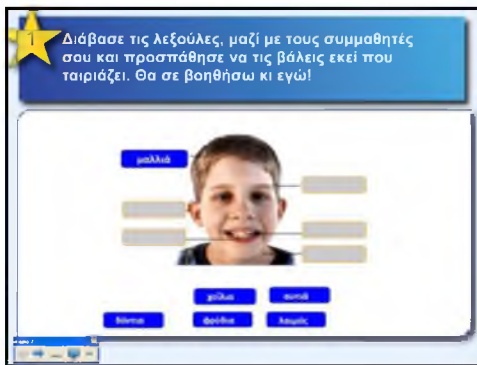 1
Διάβασε τις λεξούλες, μαζί με τους συμμαθητές
σου και προσπάθησε να τις βάλεις εκεί που
ταιριάζει. Θα σε βοηθήσω κι εγώ!
μαλλιά
χείλια αυτιά
δόντια φρύδια λαιμός